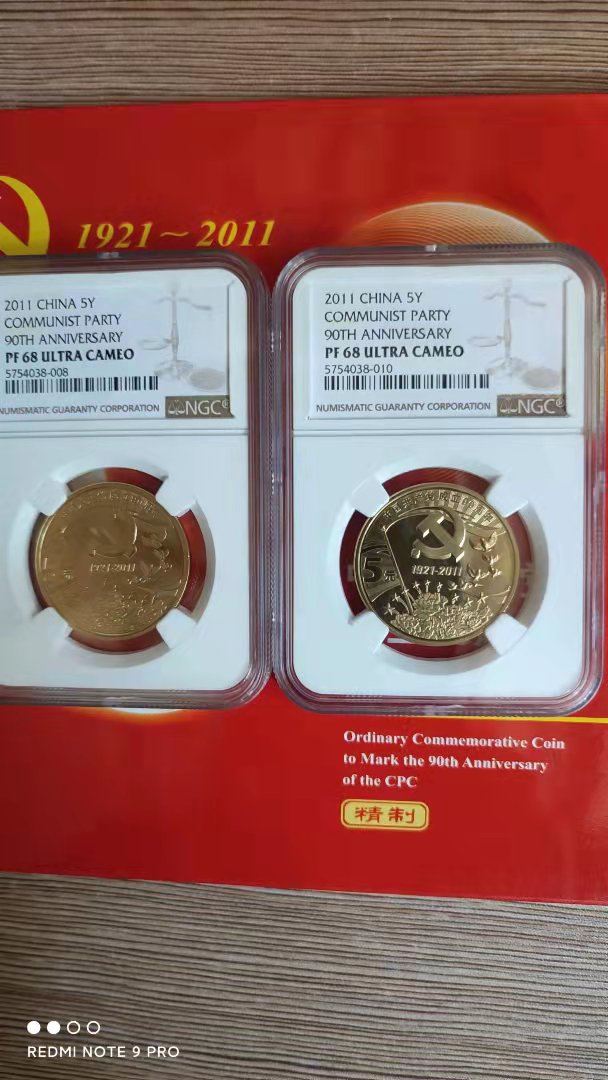 1921~2011
2011 CHINA 5Y
COMMUNIST PARTY
90TH ANNIVERSARY
PF 68 ULTRA CAMEO
5754038-008
NUMISMATIC GUARANTY CORPORATION NGC®
1921-2011
2011 CHINA 5Y
COMMUNIST PARTY
90TH ANNIVERSARY
PF 68 ULTRA CAMEO
5754038-010
NUMISMATIC GUARANTY CORPORATION NGC®
5元
1921-2011
Ordinary Commemorative Coin
to Mark the 90th Anniversary
of the CPC
精制
REDMI NOTE 9 PRO